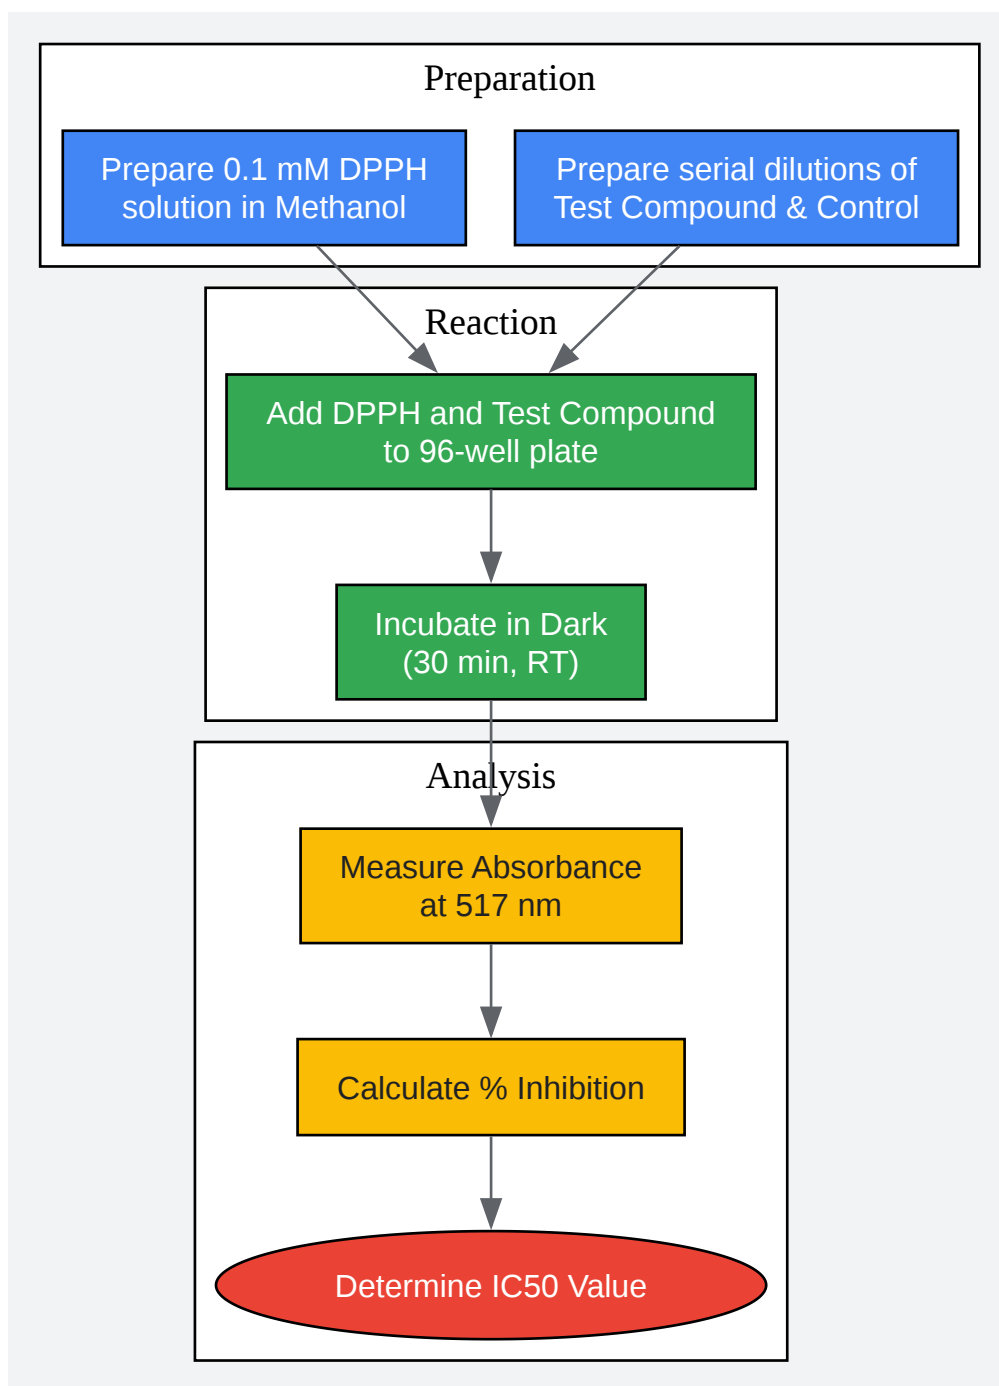 Preparation
Prepare 0.1 mM DPPH
solution in Methanol
Prepare serial dilutions of
Test Compound & Control
Reaction
Add DPPH and Test Compound
to 96-well plate
Incubate in Dark
(30 min, RT)
Analysis
Measure Absorbance
at 517 nm
Calculate % Inhibition
Determine IC50 Value